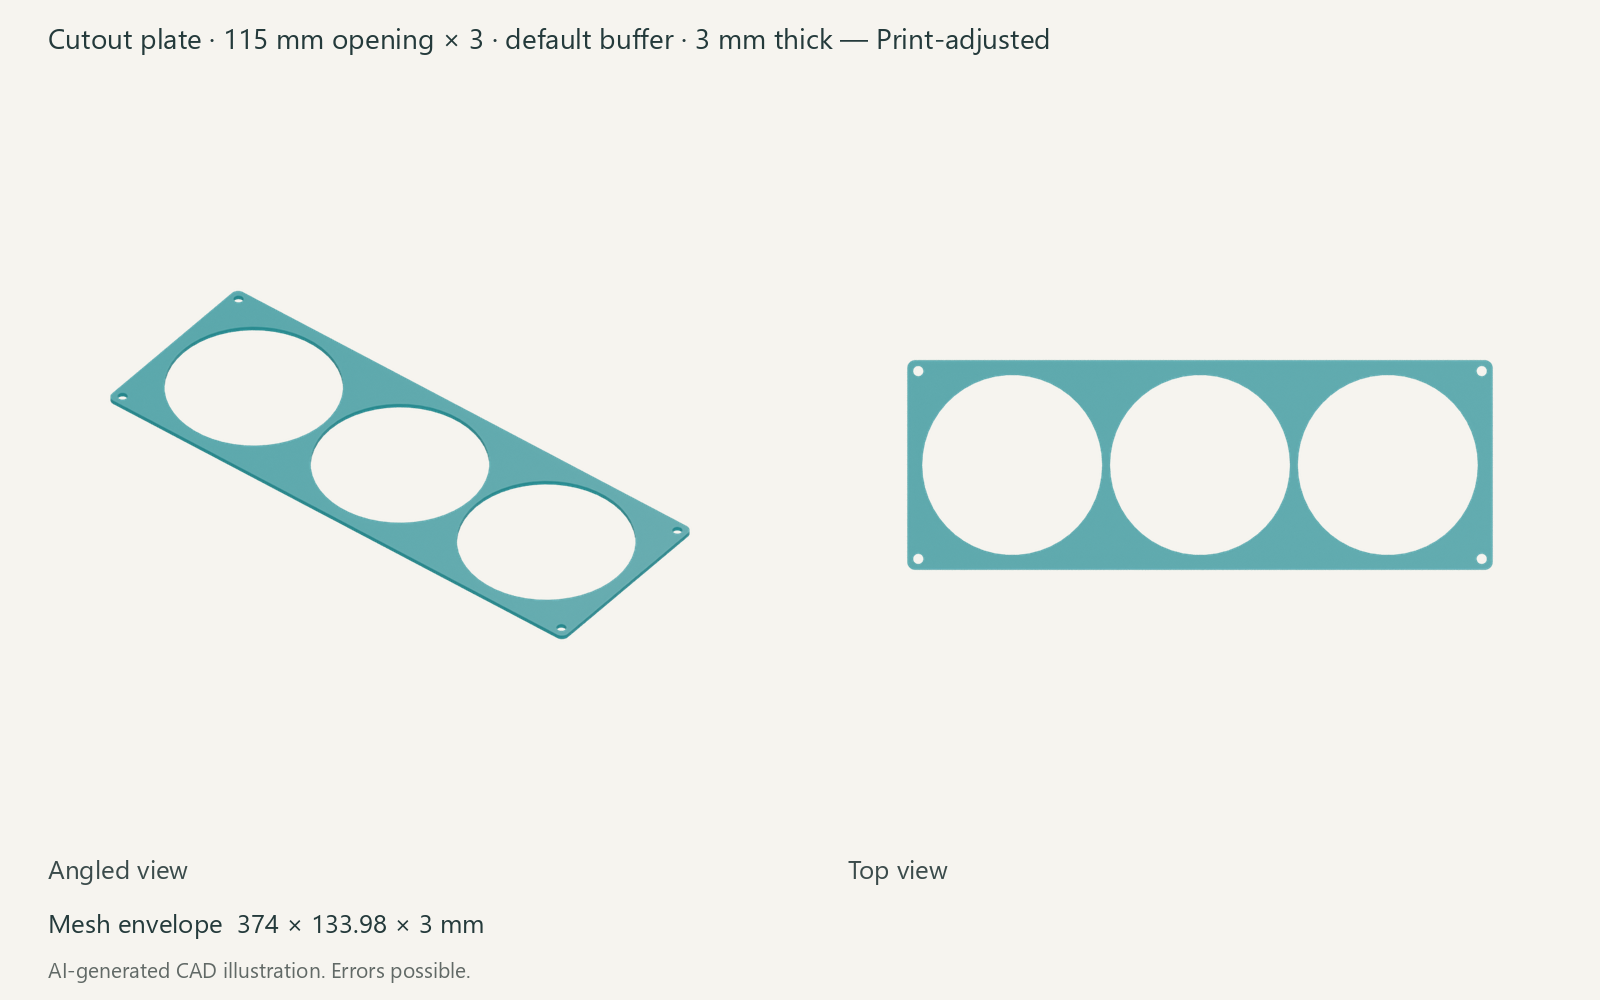 Cutout plate · 115 mm opening × 3 · default buffer · 3 mm thick — Print-adjusted
Angled view
Top view
Mesh envelope 374 × 133.98 × 3 mm
AI-generated CAD illustration. Errors possible.